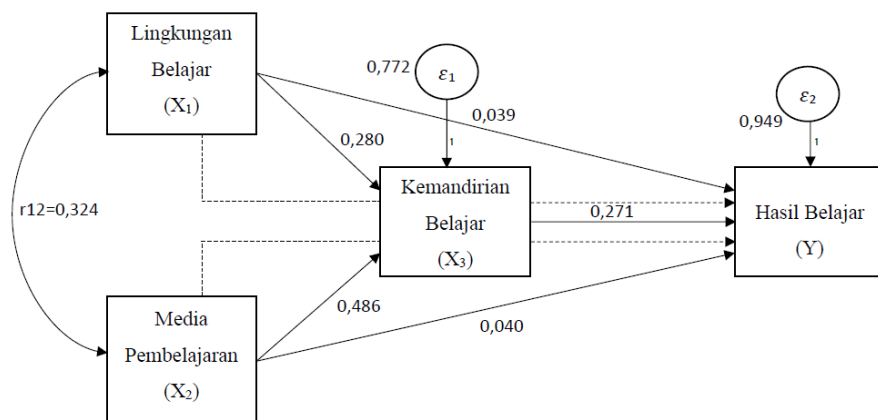 Lingkungan
Belajar
(X₁)
0,772
ε₁
ε₂
0,039
0,949
1
1
0,280
Kemandirian
Belajar
(X₃)
r12=0,324
0,271
Hasil Belajar
(Y)
Media
Pembelajaran
(X₂)
0,486
0,040